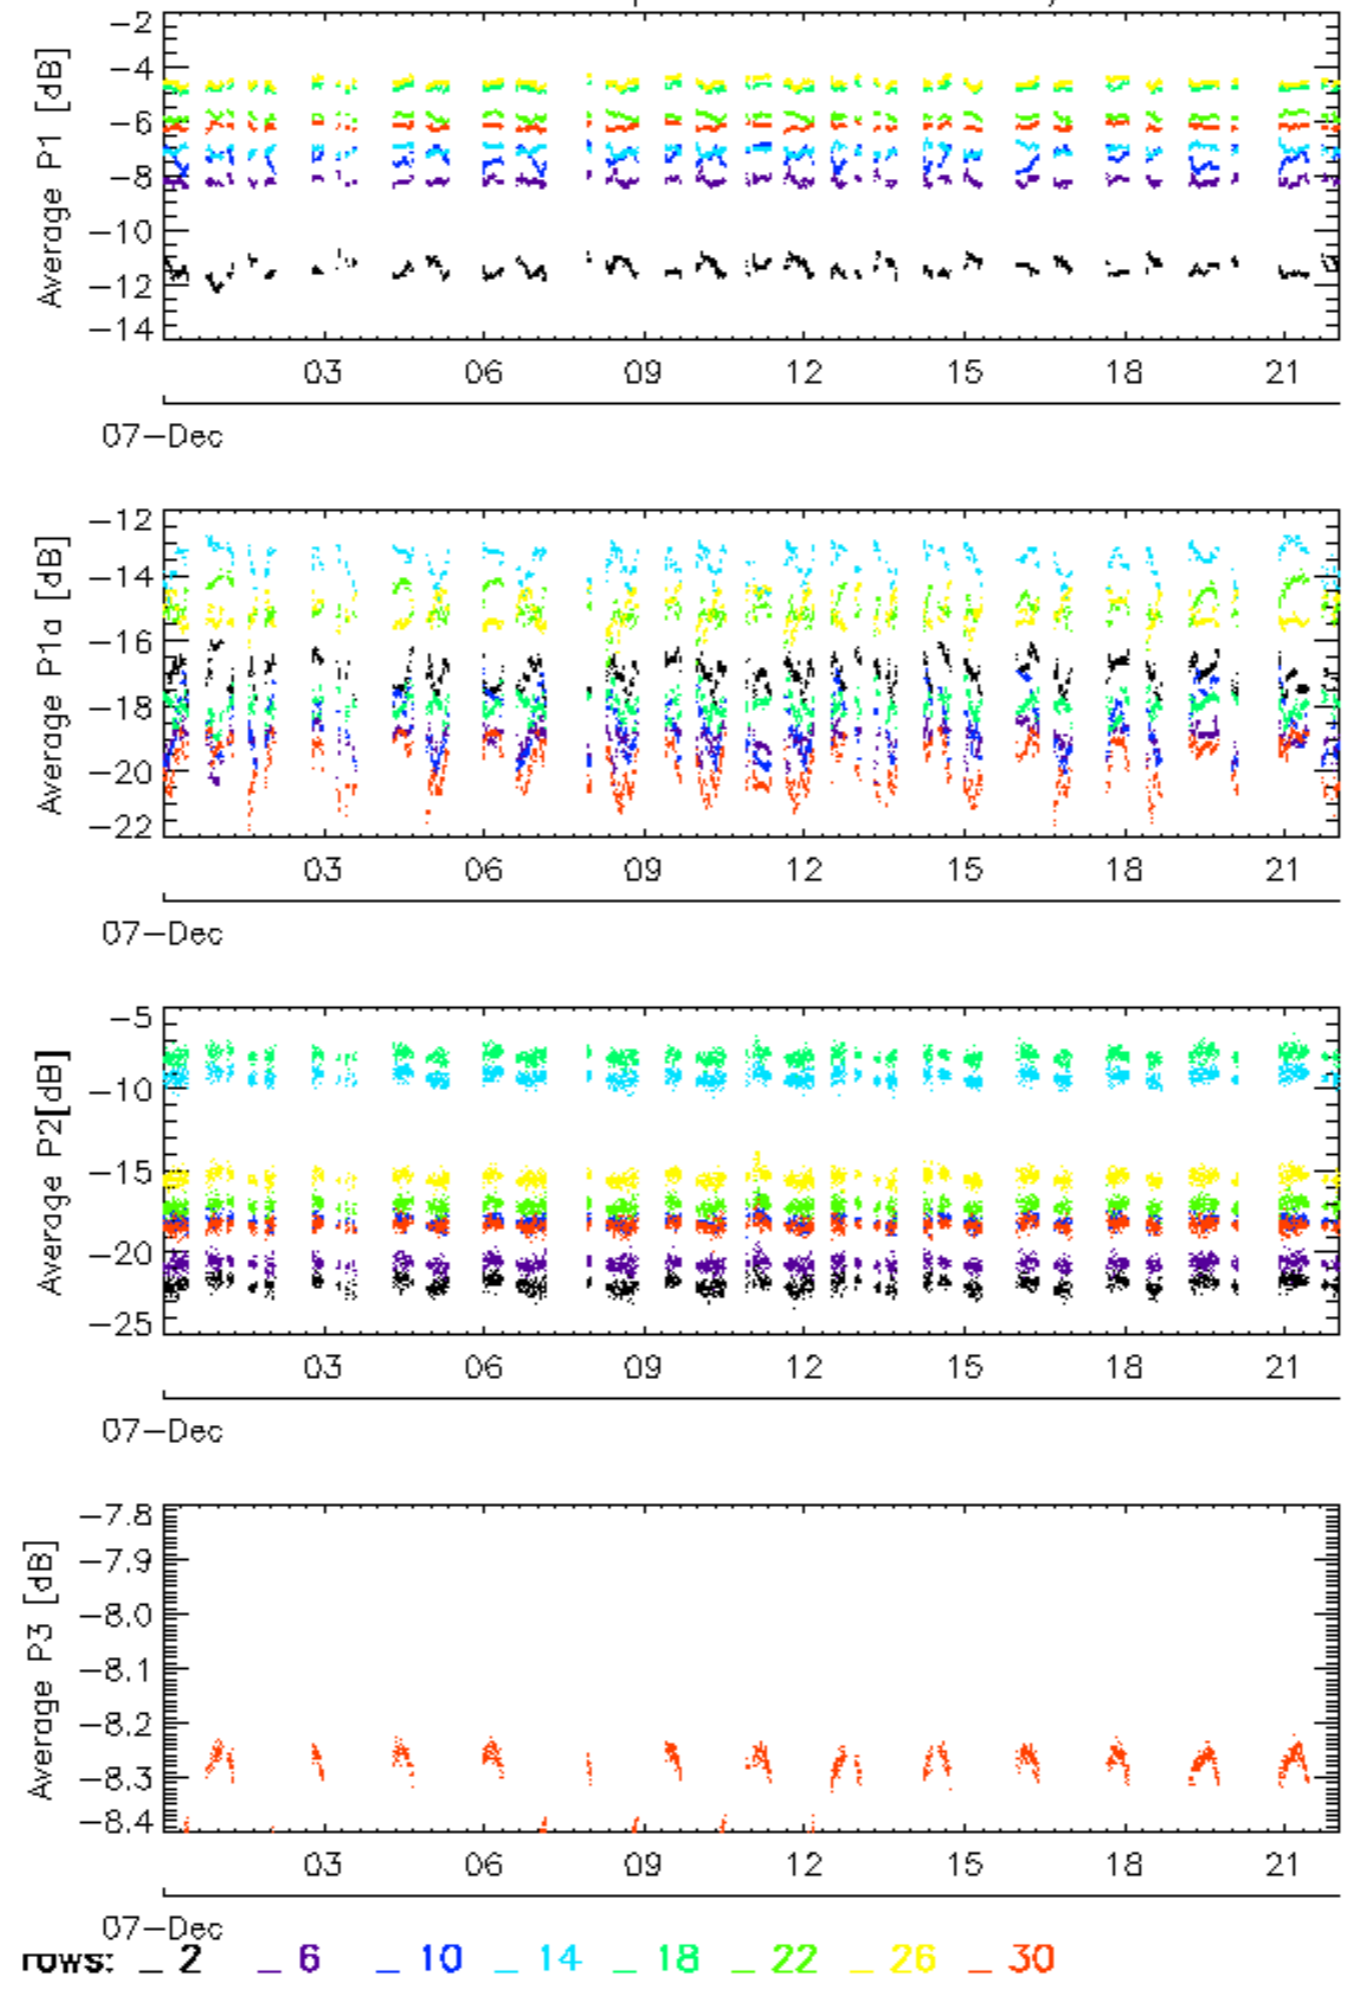 Average P1 [dB]
-2
-4
-6
-8
-10
-12
-14
03 06 09 12 15 18 21
07-Dec
Average P1a [dB]
-12
-14
-16
-18
-20
-22
03 06 09 12 15 18 21
07-Dec
Average P2[dB]
-5
-10
-15
-20
-25
03 06 09 12 15 18 21
07-Dec
Average P3 [dB]
-7.8
-7.9
-8.0
-8.1
-8.2
-8.3
-8.4
03 06 09 12 15 18 21
07-Dec
rows: _ 2 _ 6 _ 10 _ 14 _ 18 _ 22 _ 26 _ 30